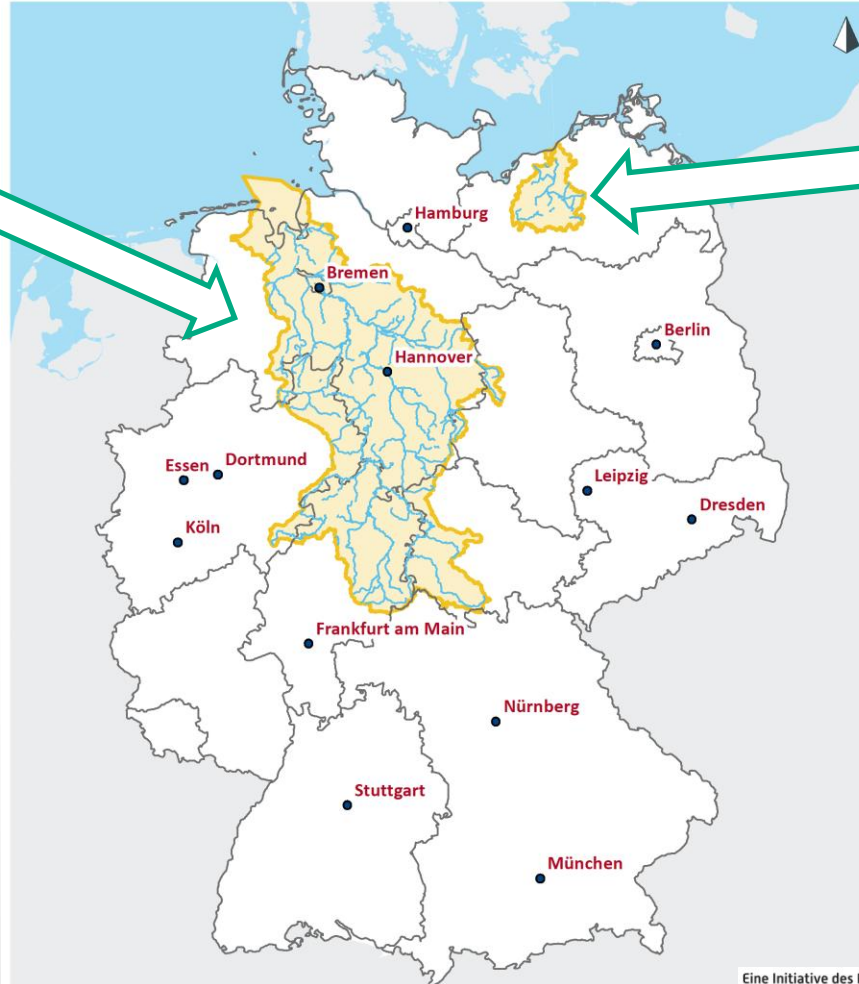 Hamburg
Bremen
Berlin
Hannover
Essen
Dortmund
Leipzig
Dresden
Köln
Frankfurt am Main
Nürnberg
Stuttgart
München
Eine Initiative des